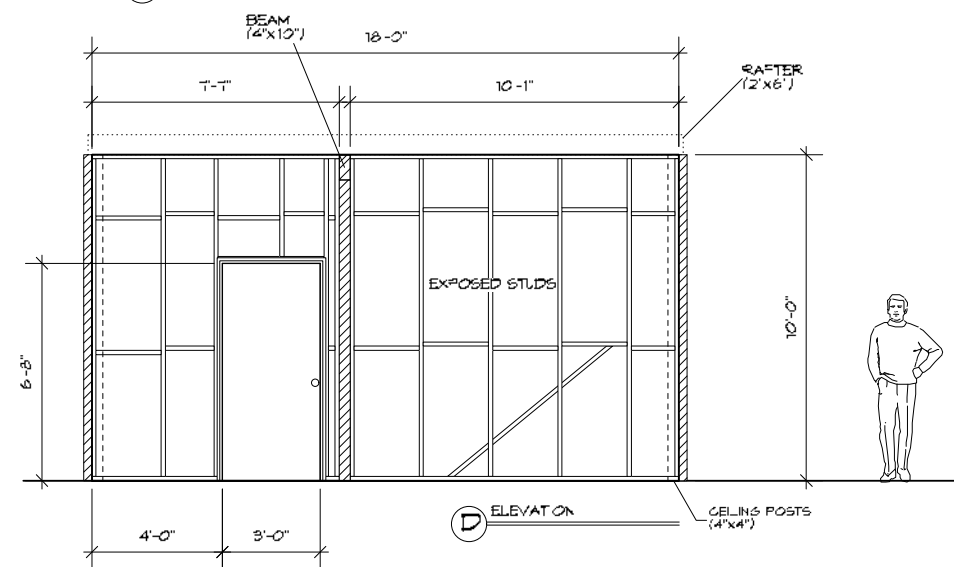 BEAM
(4"x10")
18'-0"
RAFTER
(2'x6')
7'-7"
10'-1"
EXPOSED STUDS
10'-0"
6'-8"
D ELEVATION
CEILING POSTS
(4"x4")
4'-0"
3'-0"